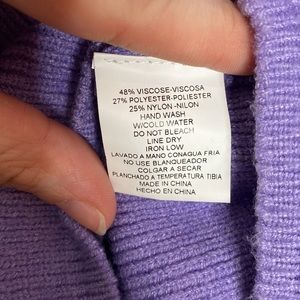 48% VISCOSE-VISCOSA
27% POLYESTER-POLIESTER
25% NYLON -NILON
HAND WASH
W/COLD WATER
DO NOT BLEACH
LINE DRY
IRON LOW
LAVADO A MANO CONAGUA FRIA
NO USE BLANQUEADOR
COLGAR A SECAR
PLANCHADO A TEMPERATURA TIBIA
MADE IN CHINA
HECHO EN CHINA